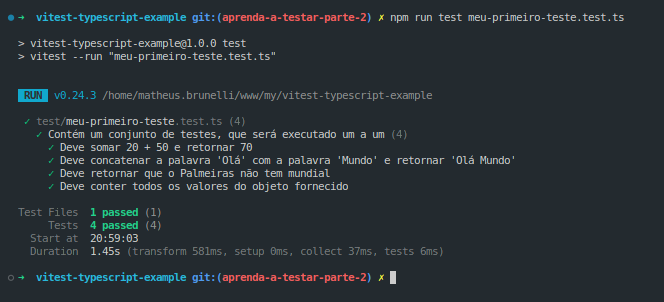 ➜ vitest-typescript-example git:(aprenda-a-testar-parte-2) ✗ npm run test meu-primeiro-teste.test.ts
> vitest-typescript-example@1.0.0 test
> vitest --run "meu-primeiro-teste.test.ts"
RUN v0.24.3 /home/matheus.brunelli/www/my/vitest-typescript-example
✓ test/meu-primeiro-teste.test.ts (4)
✓ Contém um conjunto de testes, que será executado um a um (4)
✓ Deve somar 20 + 50 e retornar 70
✓ Deve concatenar a palavra 'Olá' com a palavra 'Mundo' e retornar 'Olá Mundo'
✓ Deve retornar que o Palmeiras não tem mundial
✓ Deve conter todos os valores do objeto fornecido
Test Files 1 passed (1)
Tests 4 passed (4)
Start at 20:59:03
Duration 1.45s (transform 581ms, setup 0ms, collect 37ms, tests 6ms)
➜ vitest-typescript-example git:(aprenda-a-testar-parte-2) ✗